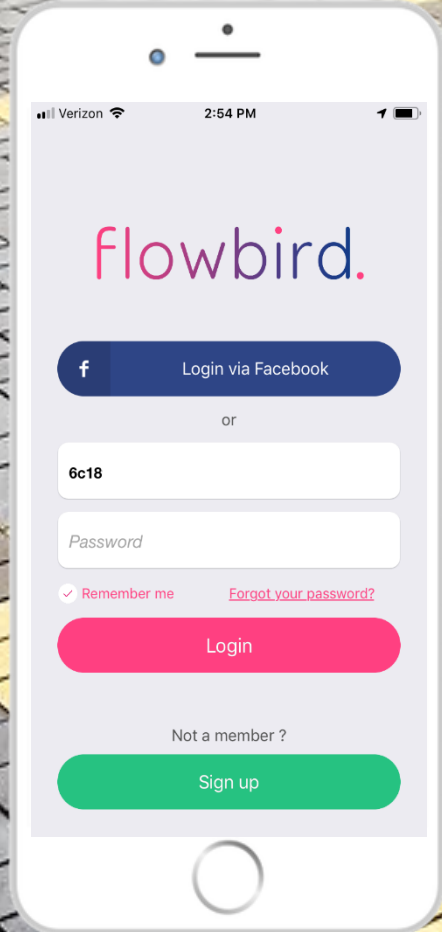 Verizon 2:54 PM
flowbird.
f Login via Facebook
or
6c18
Password
Remember me Forgot your password?
Login
Not a member ?
Sign up